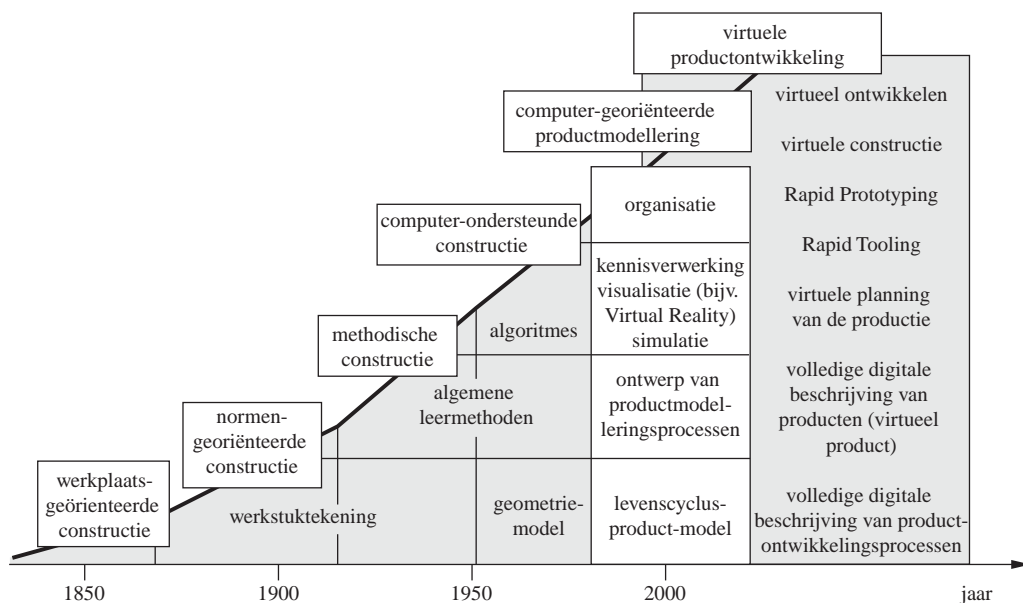 virtuele
productontwikkeling
computer-georiënteerde
productmodellering
computer-ondersteunde
constructie
methodische
constructie
normen-
georiënteerde
constructie
werkplaats-
geörienteerde
constructie
werkstuktekening
algemene
leermethoden
algoritmes
geometrie-
model
organisatie
kennisverwerking
visualisatie (bijv.
Virtual Reality)
simulatie
ontwerp van
productmodel-
leringsprocessen
levenscyclus-
product-model
virtueel ontwikkelen
virtuele constructie
Rapid Prototyping
Rapid Tooling
virtuele planning
van de productie
volledige digitale
beschrijving van
producten (virtueel
product)
volledige digitale
beschrijving van product-
ontwikkelingsprocessen
1850
1900
1950
2000
jaar